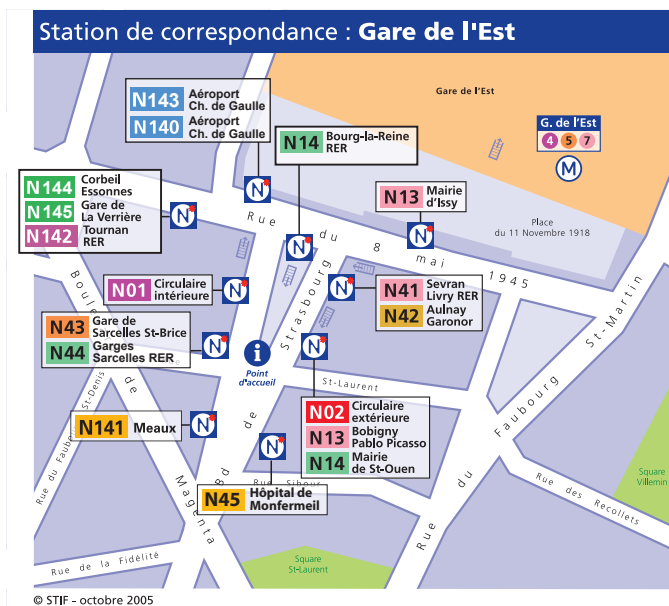 Station de correspondance : Gare de l'Est
Gare de l'Est
G. de l'Est
4 5 7
M
N143 Aéroport
Ch. de Gaulle
N140 Aéroport
Ch. de Gaulle
N14 Bourg-la-Reine
RER
N144 Corbeil
Essonnes
N145 Gare de
La Verrière
N142 Tournan
RER
N13 Mairie
d'Issy
Place
du 11 Novembre 1918
Rue du 8 mai 1945
N01 Circulaire
intérieure
N41 Sevran
Livry RER
N42 Aulnay
Garonor
N43 Gare de
Sarcelles St-Brice
N44 Garges
Sarcelles RER
i
Point
d'accueil
Bd de Strasbourg
St-Laurent
Boulevard de Magenta
Rue du Faubourg St-Denis
Rue du Faubourg St-Martin
N02 Circulaire
extérieure
N13 Bobigny
Pablo Picasso
N14 Mairie
de St-Ouen
N141 Meaux
N45 Hôpital de
Monfermeil
Rue Sibour
Rue des Recollets
Square
Villemin
Rue de la Fidélité
Square
St-Laurent
N
N
N
N
N
N
N
N
N
N
© STIF - octobre 2005